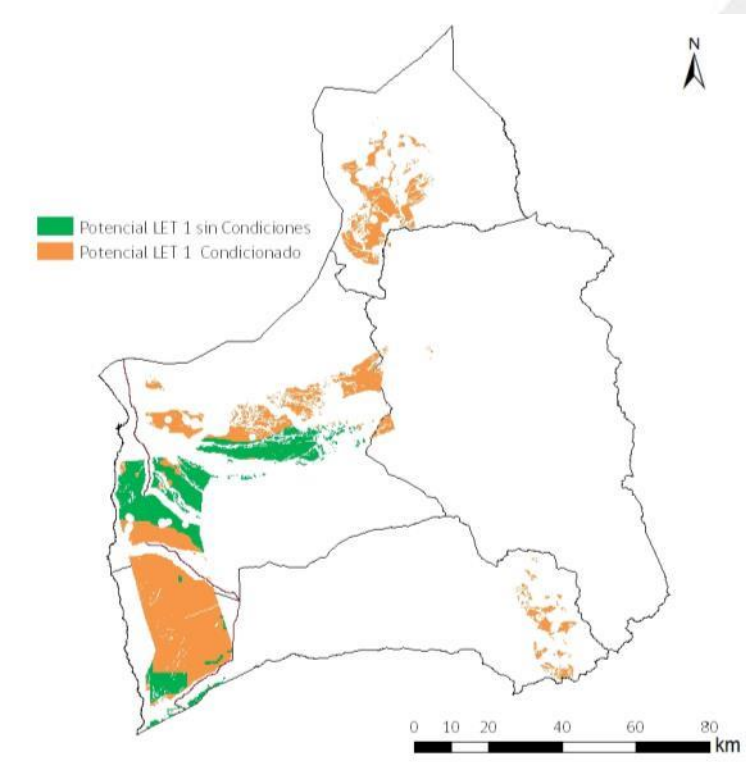 N
Potencial LET 1 sin Condiciones
Potencial LET 1 Condicionado
0 10 20 40 60 80
km